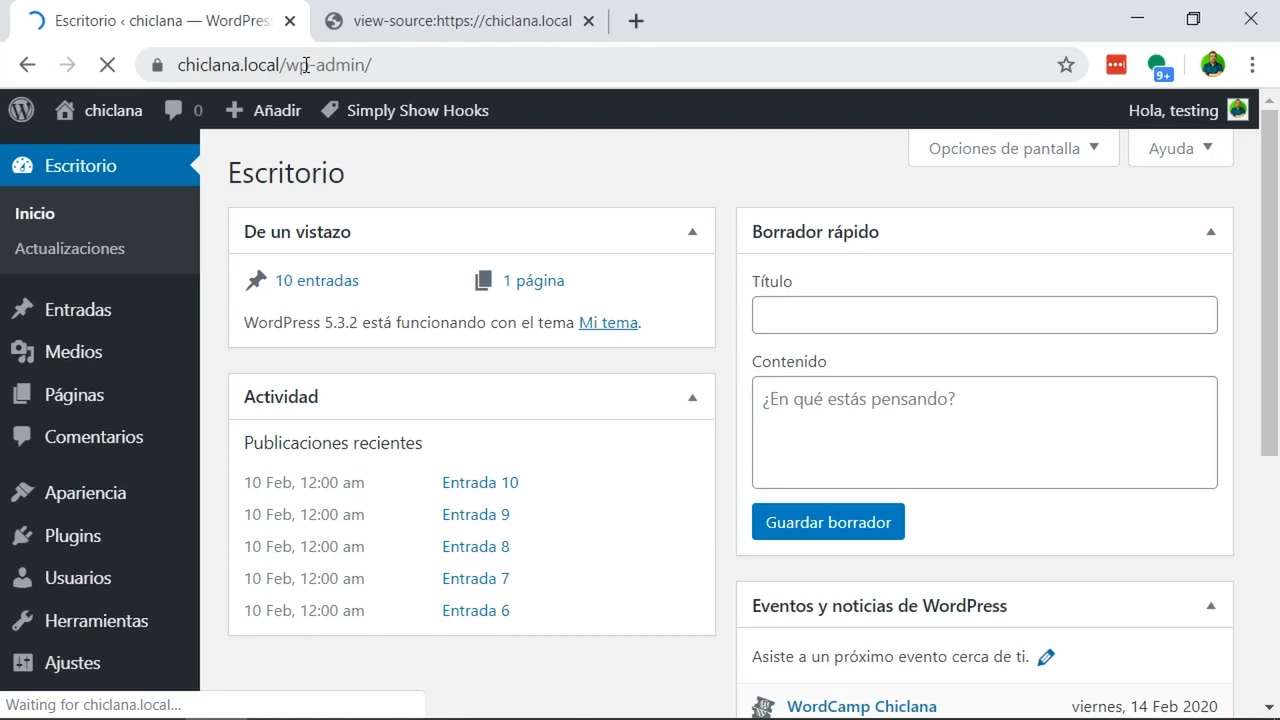 Escritorio ‹ chiclana — WordPres
view-source:https://chiclana.local
chiclana.local/wp-admin/
9+
chiclana
0
Añadir
Simply Show Hooks
Hola, testing
Escritorio
Inicio
Actualizaciones
Entradas
Medios
Páginas
Comentarios
Apariencia
Plugins
Usuarios
Herramientas
Ajustes
Opciones de pantalla
Ayuda
Escritorio
De un vistazo
10 entradas
1 página
WordPress 5.3.2 está funcionando con el tema Mi tema.
Actividad
Publicaciones recientes
10 Feb, 12:00 am Entrada 10
10 Feb, 12:00 am Entrada 9
10 Feb, 12:00 am Entrada 8
10 Feb, 12:00 am Entrada 7
10 Feb, 12:00 am Entrada 6
Borrador rápido
Título
Contenido
¿En qué estás pensando?
Guardar borrador
Eventos y noticias de WordPress
Asiste a un próximo evento cerca de ti.
WordCamp Chiclana viernes, 14 Feb 2020
Waiting for chiclana.local...